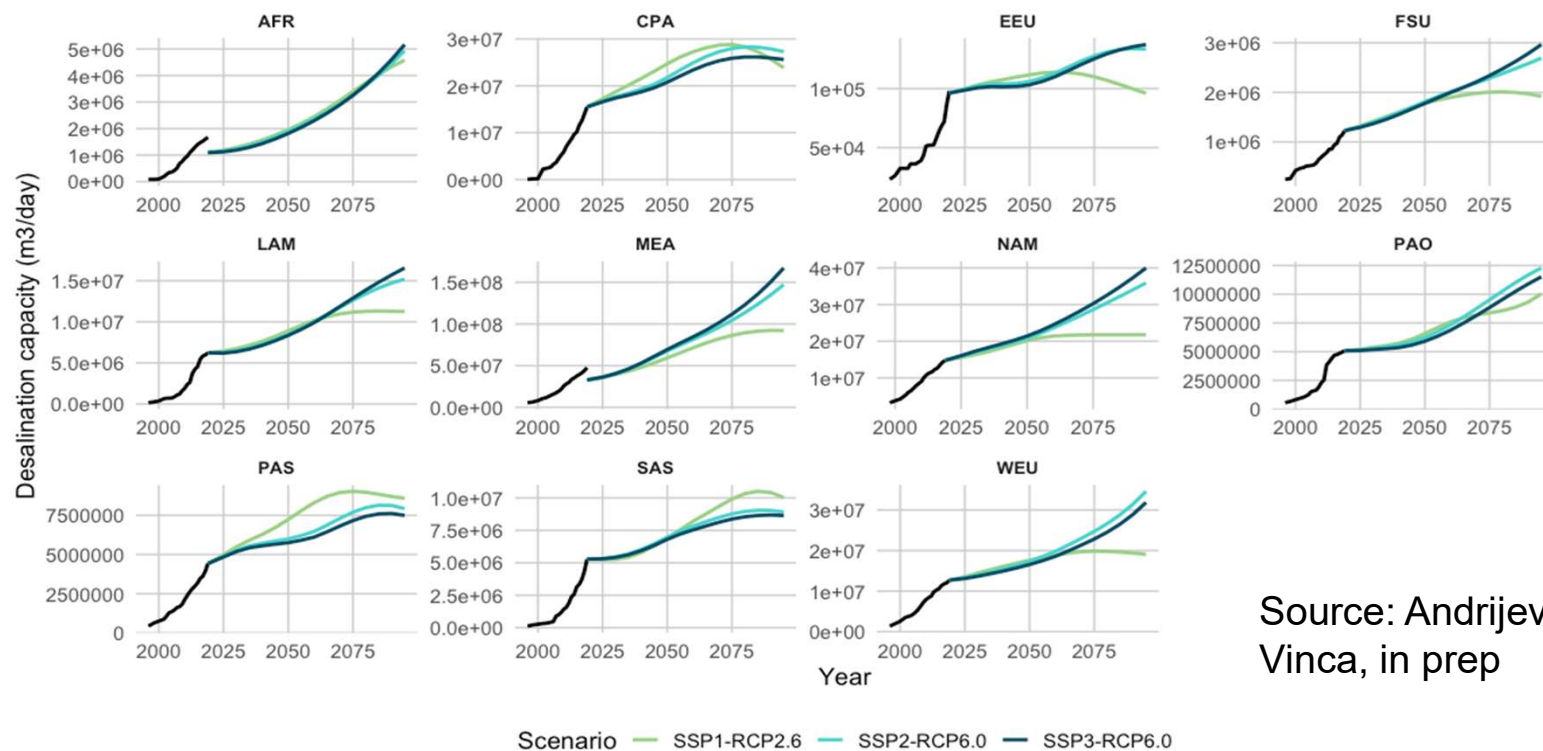 AFR
CPA
EEU
FSU
5e+06
4e+06
3e+06
2e+06
1e+06
0e+00
2000 2025 2050 2075
3e+07
2e+07
1e+07
0e+00
2000 2025 2050 2075
1e+05
5e+04
2000 2025 2050 2075
3e+06
2e+06
1e+06
2000 2025 2050 2075
Desalination capacity (m3/day)
LAM
MEA
NAM
PAO
1.5e+07
1.0e+07
5.0e+06
0.0e+00
2000 2025 2050 2075
1.5e+08
1.0e+08
5.0e+07
0.0e+00
2000 2025 2050 2075
4e+07
3e+07
2e+07
1e+07
2000 2025 2050 2075
12500000
10000000
7500000
5000000
2500000
0
2000 2025 2050 2075
PAS
SAS
WEU
7500000
5000000
2500000
0
2000 2025 2050 2075
1.0e+07
7.5e+06
5.0e+06
2.5e+06
0.0e+00
2000 2025 2050 2075
3e+07
2e+07
1e+07
0e+00
2000 2025 2050 2075
Year
Source: Andrijev
Vinca, in prep
Scenario SSP1-RCP2.6 SSP2-RCP6.0 SSP3-RCP6.0